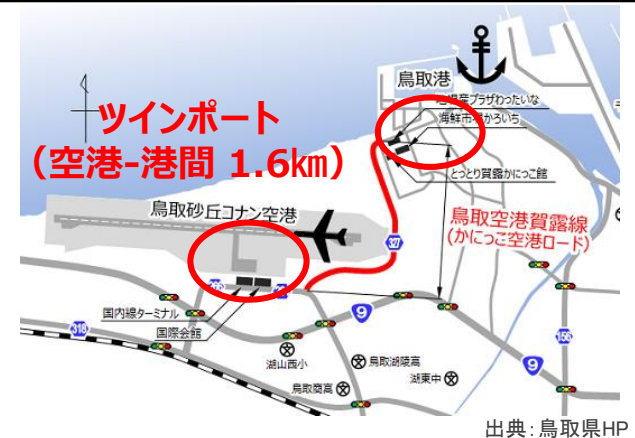 鳥取港
海鮮市場かろいち
とっとり賀露かにっこ館
ツインポート
(空港-港間 1.6㎞)
鳥取砂丘コナン空港
鳥取空港賀露線
(かにっこ空港ロード)
327
国内線ターミナル
国際会館
318
9
9
湖山西小
鳥取湖陵高
湖東中
鳥取商高
出典：鳥取県HP